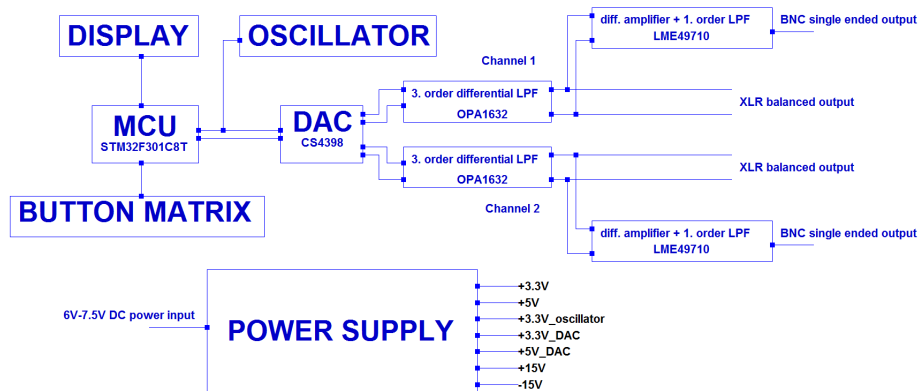 DISPLAY
OSCILLATOR
diff. amplifier + 1. order LPF
LME49710
BNC single ended output
Channel 1
MCU
STM32F301C8T
DAC
CS4398
3. order differential LPF
OPA1632
XLR balanced output
3. order differential LPF
OPA1632
XLR balanced output
BUTTON MATRIX
Channel 2
diff. amplifier + 1. order LPF
LME49710
BNC single ended output
6V-7.5V DC power input
POWER SUPPLY
+3.3V
+5V
+3.3V_oscillator
+3.3V_DAC
+5V_DAC
+15V
-15V